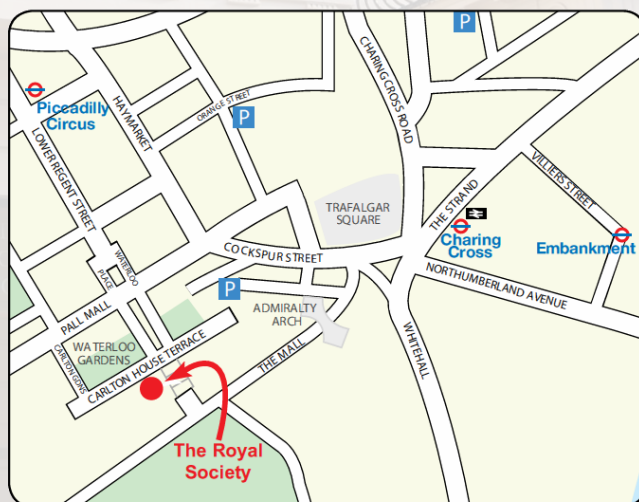 P
CHARING CROSS ROAD
Piccadilly
Circus
HAYMARKET
ORANGE STREET
P
LOWER REGENT STREET
VILLIERS STREET
TRAFALGAR
SQUARE
THE STRAND
Charing
Cross
Embankment
COCKSPUR STREET
WATERLOO
PLACE
NORTHUMBERLAND AVENUE
P
ADMIRALTY
ARCH
PALL MALL
WATERLOO
GARDENS
CARLTON GDNS
CARLTON HOUSE TERRACE
THE MALL
WHITEHALL
The Royal
Society